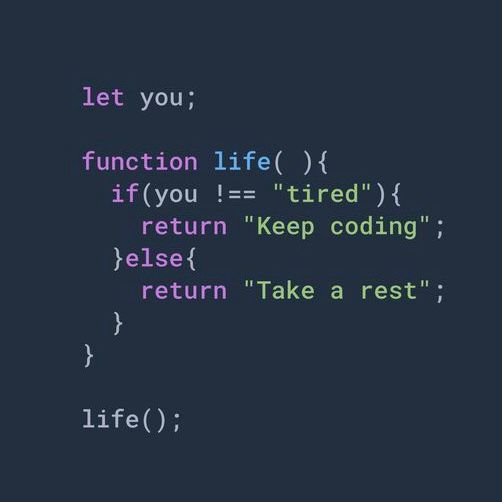 let you;

function life( ){
  if(you !== "tired"){
    return "Keep coding";
  }else{
    return "Take a rest";
  }
}

life();